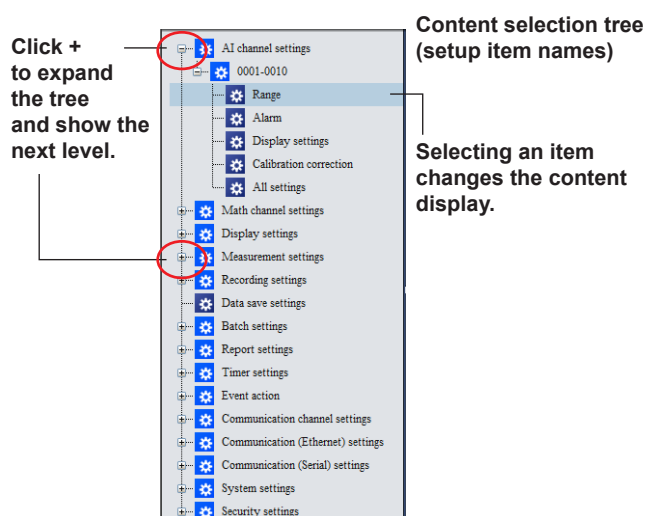 Click +
to expand
the tree
and show the
next level.
Content selection tree
(setup item names)
Selecting an item
changes the content
display.
AI channel settings
0001-0010
Range
Alarm
Display settings
Calibration correction
All settings
Math channel settings
Display settings
Measurement settings
Recording settings
Data save settings
Batch settings
Report settings
Timer settings
Event action
Communication channel settings
Communication (Ethernet) settings
Communication (Serial) settings
System settings
Security settings